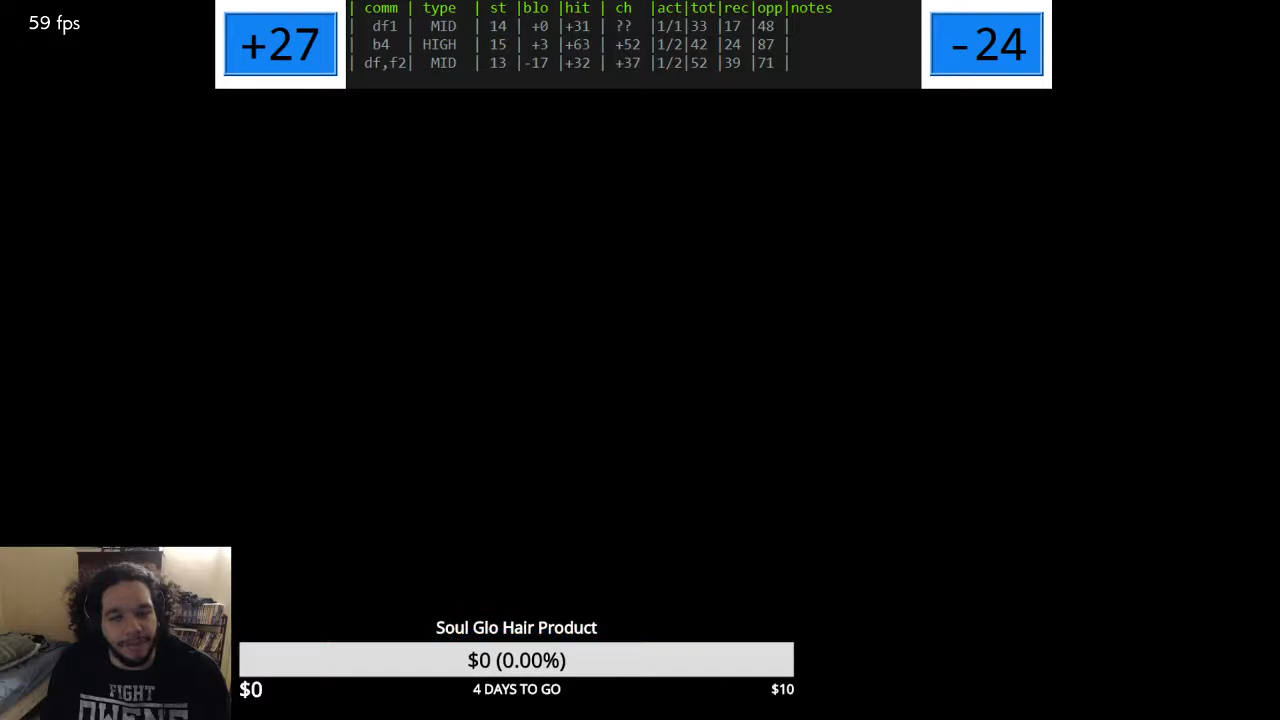 59 fps
+27
| comm | type | st |blo |hit | ch |act|tot|rec|opp|notes
| df1 | MID | 14 | +0 |+31 | ?? |1/1|33 |17 |48 |
| b4 | HIGH | 15 | +3 |+63 | +52 |1/2|42 |24 |87 |
| df,f2| MID | 13 |-17 |+32 | +37 |1/2|52 |39 |71 |
-24
FIGHT
OWENS
Soul Glo Hair Product
$0 (0.00%)
$0 4 DAYS TO GO $10